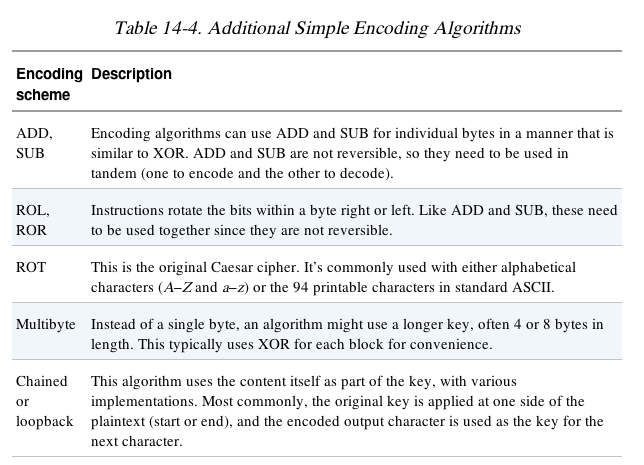 Table 14-4. Additional Simple Encoding Algorithms
Encoding Description
scheme
ADD, Encoding algorithms can use ADD and SUB for individual bytes in a manner that is
SUB similar to XOR. ADD and SUB are not reversible, so they need to be used in
tandem (one to encode and the other to decode).
ROL, Instructions rotate the bits within a byte right or left. Like ADD and SUB, these need
ROR to be used together since they are not reversible.
ROT This is the original Caesar cipher. It’s commonly used with either alphabetical
characters (A–Z and a–z) or the 94 printable characters in standard ASCII.
Multibyte Instead of a single byte, an algorithm might use a longer key, often 4 or 8 bytes in
length. This typically uses XOR for each block for convenience.
Chained This algorithm uses the content itself as part of the key, with various
or implementations. Most commonly, the original key is applied at one side of the
loopback plaintext (start or end), and the encoded output character is used as the key for the
next character.